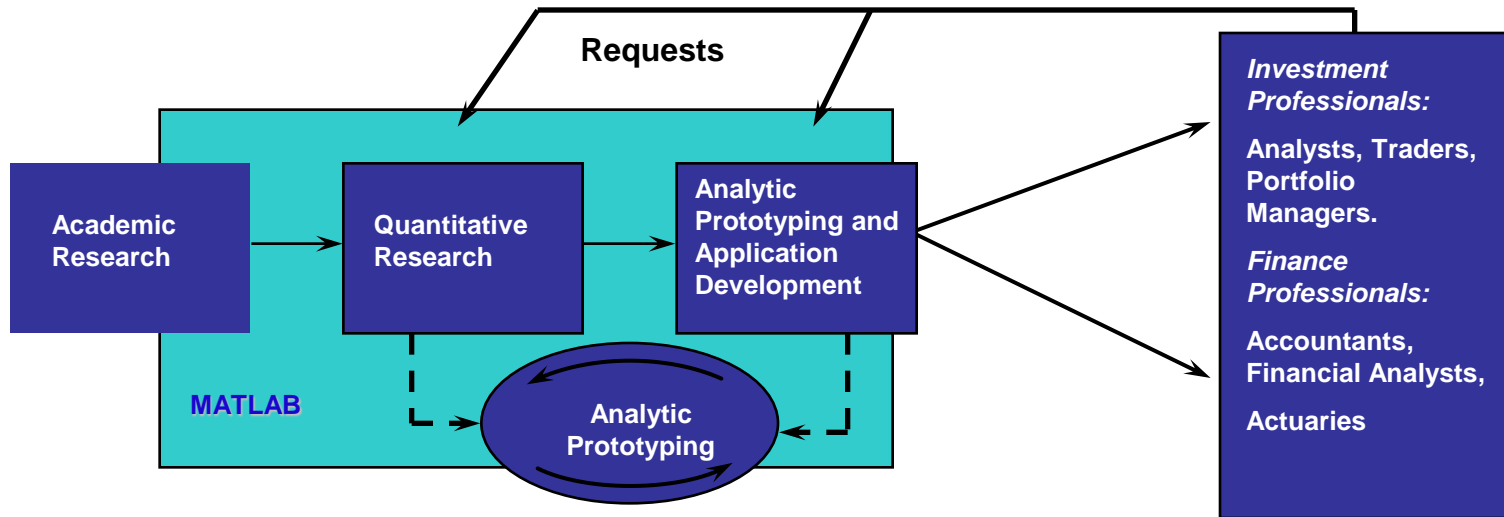 Requests
Academic
Research
Quantitative
Research
Analytic
Prototyping and
Application
Development
MATLAB
Analytic
Prototyping
Investment
Professionals:
Analysts, Traders,
Portfolio
Managers.
Finance
Professionals:
Accountants,
Financial Analysts,
Actuaries